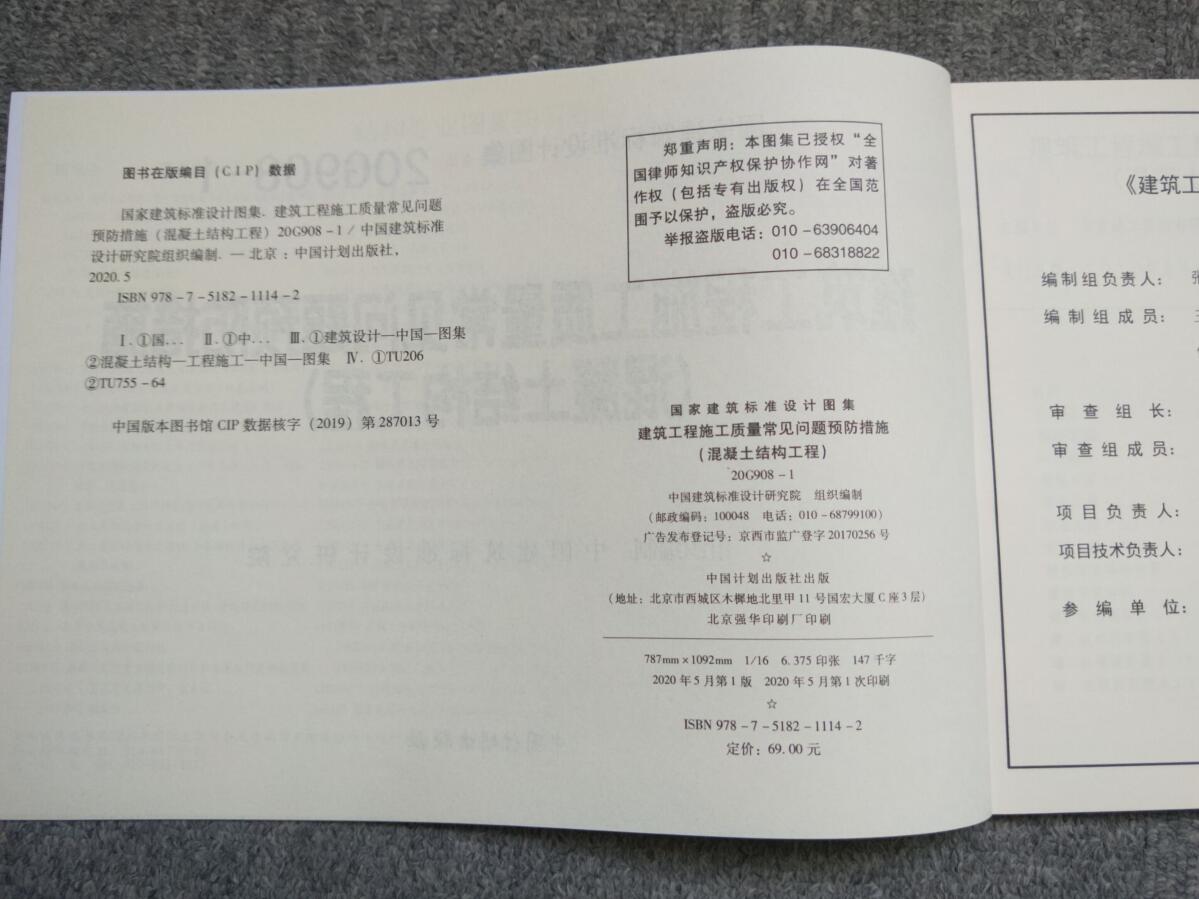 图书在版编目（CIP）数据
国家建筑标准设计图集. 建筑工程施工质量常见问题
预防措施（混凝土结构工程）20G908-1/中国建筑标准
设计研究院组织编制. —北京：中国计划出版社，
2020.5
ISBN 978-7-5182-1114-2
Ⅰ.①国... Ⅱ.①中... Ⅲ.①建筑设计—中国—图集
②混凝土结构—工程施工—中国—图集 Ⅳ.①TU206
②TU755-64
中国版本图书馆CIP数据核字（2019）第287013号
郑重声明：本图集已授权“全
国律师知识产权保护协作网”对著
作权（包括专有出版权）在全国范
围予以保护，盗版必究。
举报盗版电话：010-63906404
010-68318822
国家建筑标准设计图集
建筑工程施工质量常见问题预防措施
（混凝土结构工程）
20G908-1
中国建筑标准设计研究院 组织编制
（邮政编码：100048 电话：010-68799100）
广告发布登记号：京西市监广登字20170256号
☆
中国计划出版社出版
（地址：北京市西城区木樨地北里甲11号国宏大厦C座3层）
北京强华印刷厂印刷
787mm×1092mm 1/16 6.375印张 147千字
2020年5月第1版 2020年5月第1次印刷
☆
ISBN 978-7-5182-1114-2
定价：69.00元
《建筑工
编制组负责人：
编制组成员：
审查组长：
审查组成员：
项目负责人：
项目技术负责人：
参编单位：